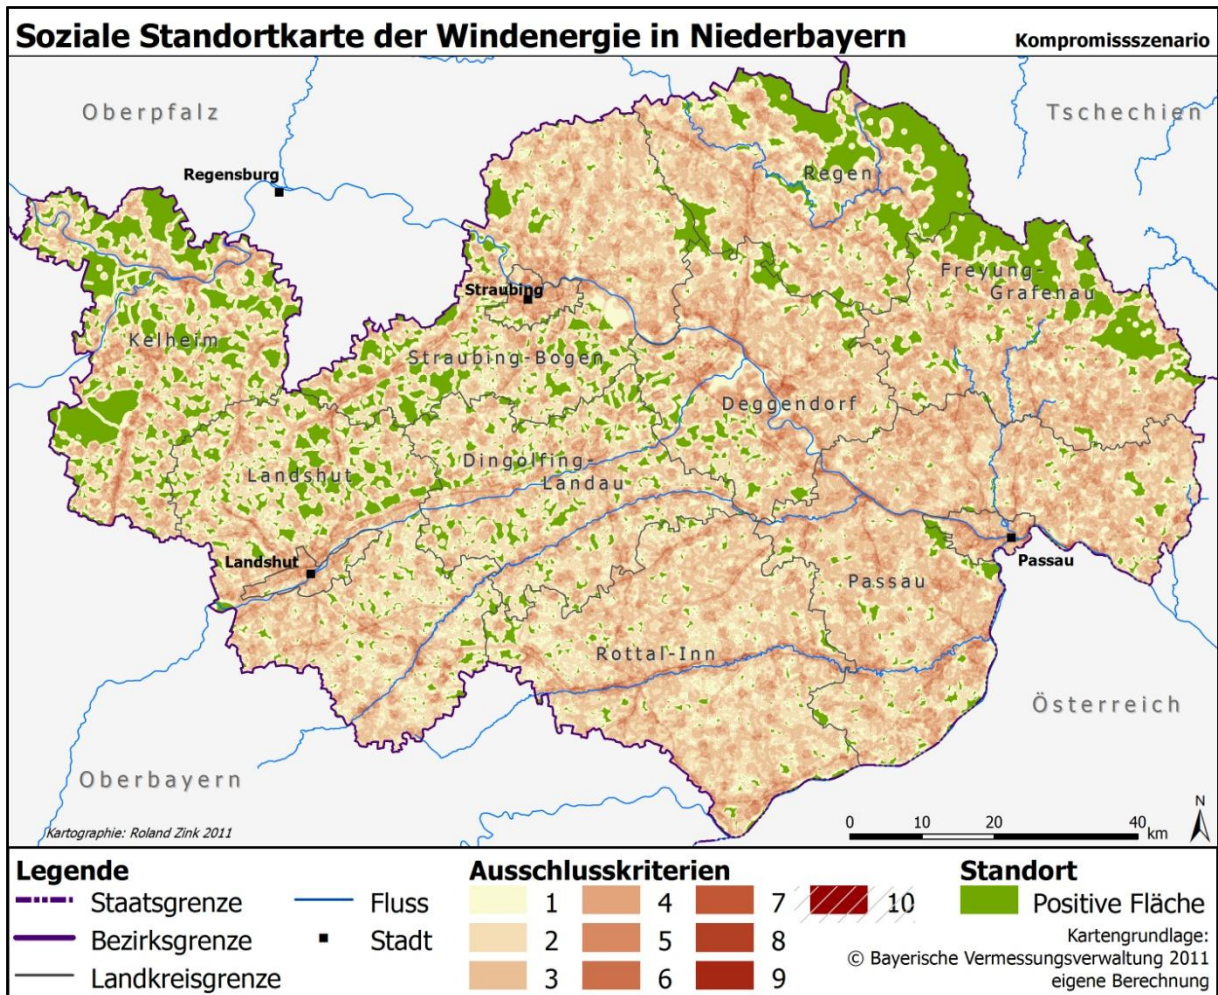 Soziale Standortkarte der Windenergie in Niederbayern
Kompromissszenario
Oberpfalz
Tschechien
Regensburg
Regen
Freyung-
Grafenau
Straubing
Kelheim
Straubing-Bogen
Deggendorf
Landshut
Dingolfing-
Landau
Landshut
Passau
Passau
Rottal-Inn
Österreich
Oberbayern
Kartographie: Roland Zink 2011
N
0 10 20 40 km
Legende
Staatsgrenze
Bezirksgrenze
Landkreisgrenze
Fluss
Stadt
Ausschlusskriterien
1 4 7 10
2 5 8
3 6 9
Standort
Positive Fläche
Kartengrundlage:
© Bayerische Vermessungsverwaltung 2011
eigene Berechnung